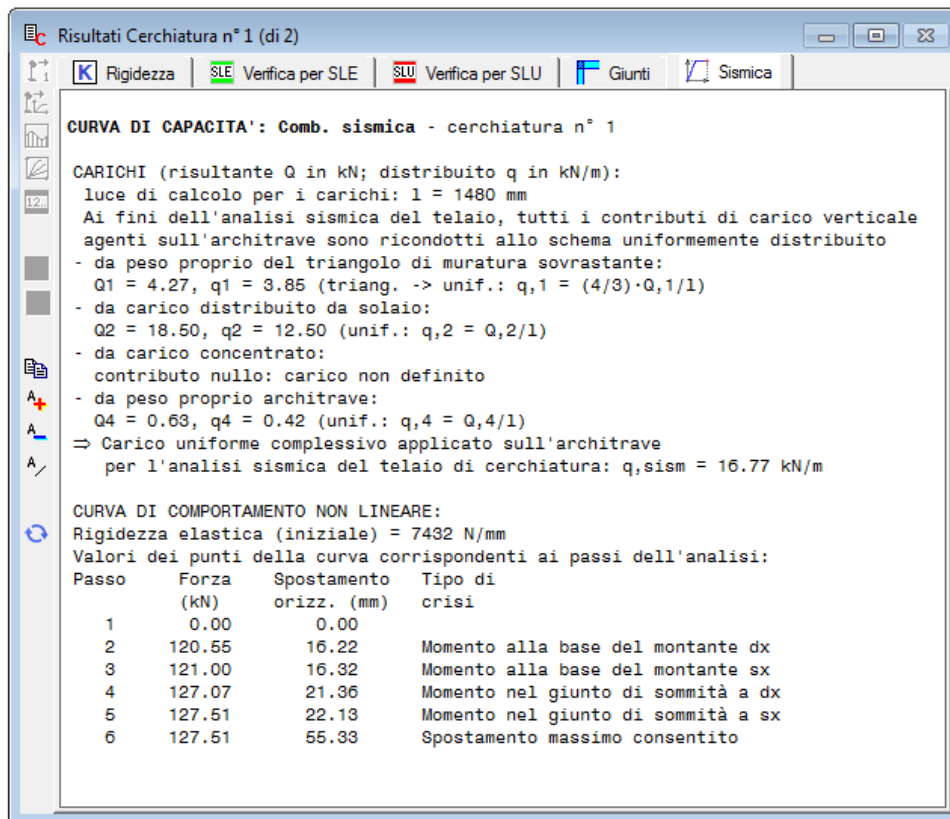 Risultati Cerchiatura n° 1 (di 2)
K Rigidezza SLE Verifica per SLE SLU Verifica per SLU Giunti Sismica
CURVA DI CAPACITA': Comb. sismica - cerchiatura n° 1
CARICHI (risultante Q in kN; distribuito q in kN/m):
luce di calcolo per i carichi: l = 1480 mm
Ai fini dell'analisi sismica del telaio, tutti i contributi di carico verticale
agenti sull'architrave sono ricondotti allo schema uniformemente distribuito
- da peso proprio del triangolo di muratura sovrastante:
Q1 = 4.27, q1 = 3.85 (triang. -> unif.: q,1 = (4/3)·Q,1/l)
- da carico distribuito da solaio:
Q2 = 18.50, q2 = 12.50 (unif.: q,2 = Q,2/l)
- da carico concentrato:
contributo nullo: carico non definito
- da peso proprio architrave:
Q4 = 0.63, q4 = 0.42 (unif.: q,4 = Q,4/l)
⇒ Carico uniforme complessivo applicato sull'architrave
per l'analisi sismica del telaio di cerchiatura: q,sism = 16.77 kN/m
CURVA DI COMPORTAMENTO NON LINEARE:
Rigidezza elastica (iniziale) = 7432 N/mm
Valori dei punti della curva corrispondenti ai passi dell'analisi:
Passo Forza Spostamento Tipo di
(kN) orizz. (mm) crisi
1 0.00 0.00
2 120.55 16.22 Momento alla base del montante dx
3 121.00 16.32 Momento alla base del montante sx
4 127.07 21.36 Momento nel giunto di sommità a dx
5 127.51 22.13 Momento nel giunto di sommità a sx
6 127.51 55.33 Spostamento massimo consentito